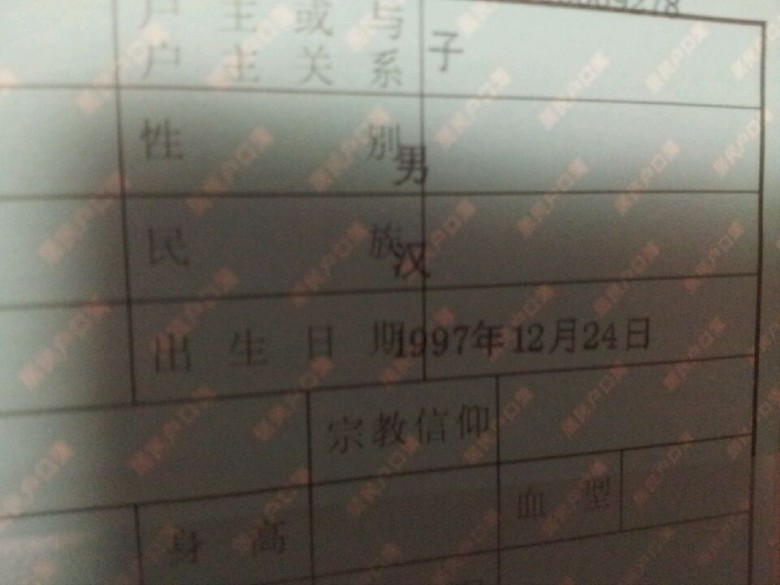 户主或与 子
户主关系
性别 男
民族 汉
出生日期 1997年12月24日
宗教信仰
身高 血型